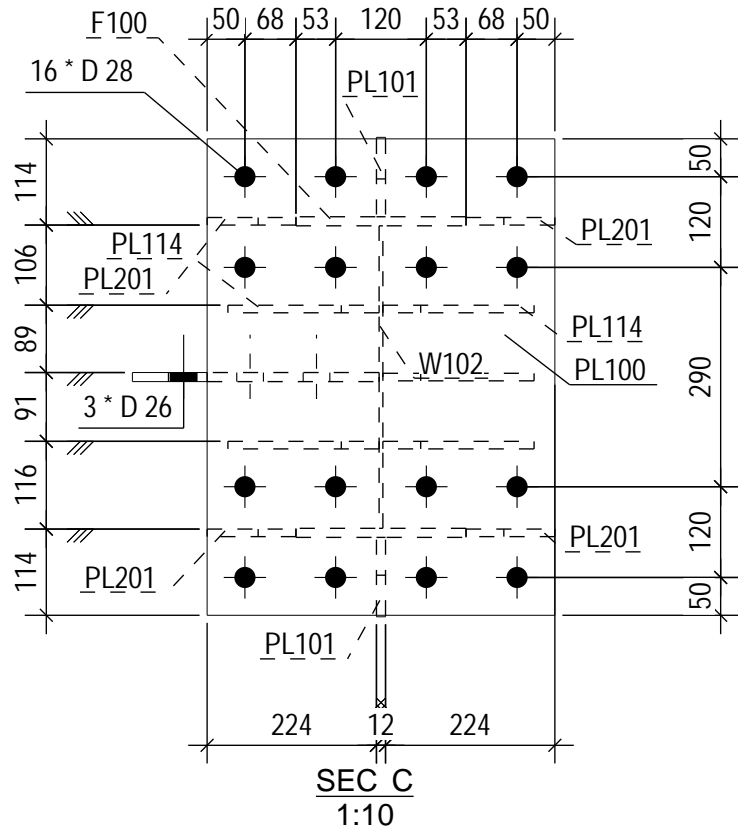 50 68 53 120 53 68 50
F100
16 * D 28
PL101
114
50
120
PL201
PL114
PL201
106
PL114
89
W102
PL100
290
3 * D 26
91
116
PL201
PL201
120
114
50
PL101
224 12 224
SEC C
1:10